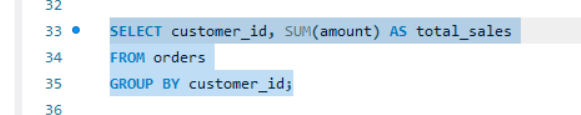 32
33 SELECT customer_id, SUM(amount) AS total_sales
34 FROM orders
35 GROUP BY customer_id;
36